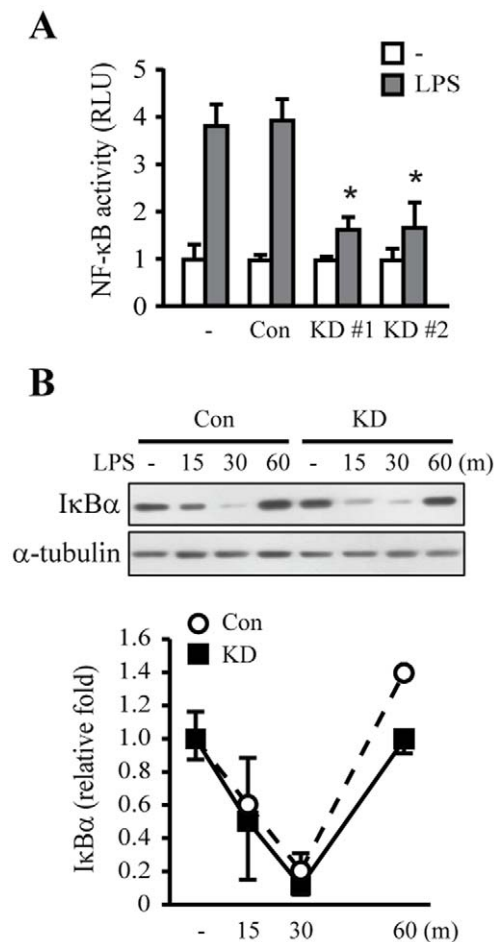 A
-
LPS
NF-κB activity (RLU)
5
4
3
2
1
0
*
*
- Con KD #1 KD #2
B
Con KD
LPS - 15 30 60 - 15 30 60 (m)
IκBα
α-tubulin
Con
KD
IκBα (relative fold)
1.6
1.4
1.2
1.0
0.8
0.6
0.4
0.2
0
- 15 30 60 (m)